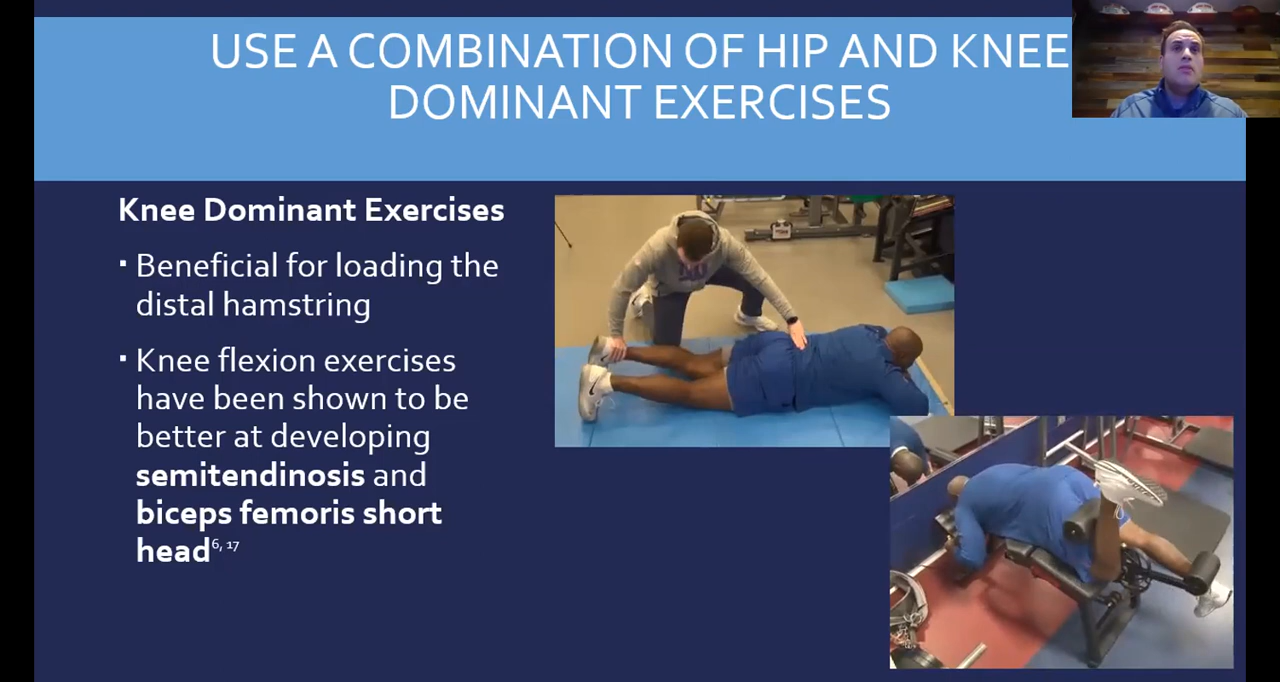 USE A COMBINATION OF HIP AND KNEE
DOMINANT EXERCISES
Knee Dominant Exercises
▪ Beneficial for loading the
distal hamstring
▪ Knee flexion exercises
have been shown to be
better at developing
semitendinosis and
biceps femoris short
head6, 17